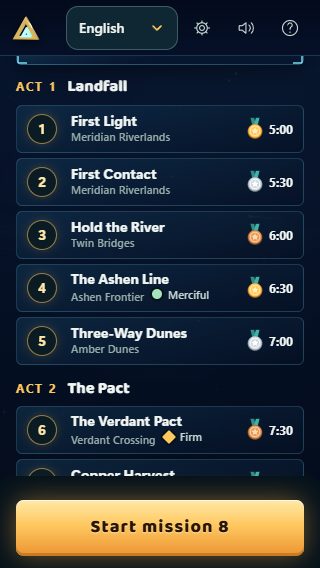 English
ACT 1 Landfall
1 First Light 5:00
Meridian Riverlands
2 First Contact 5:30
Meridian Riverlands
3 Hold the River 6:00
Twin Bridges
4 The Ashen Line 6:30
Ashen Frontier Merciful
5 Three-Way Dunes 7:00
Amber Dunes
ACT 2 The Pact
6 The Verdant Pact 7:30
Verdant Crossing Firm
Copper Harvest
Start mission 8